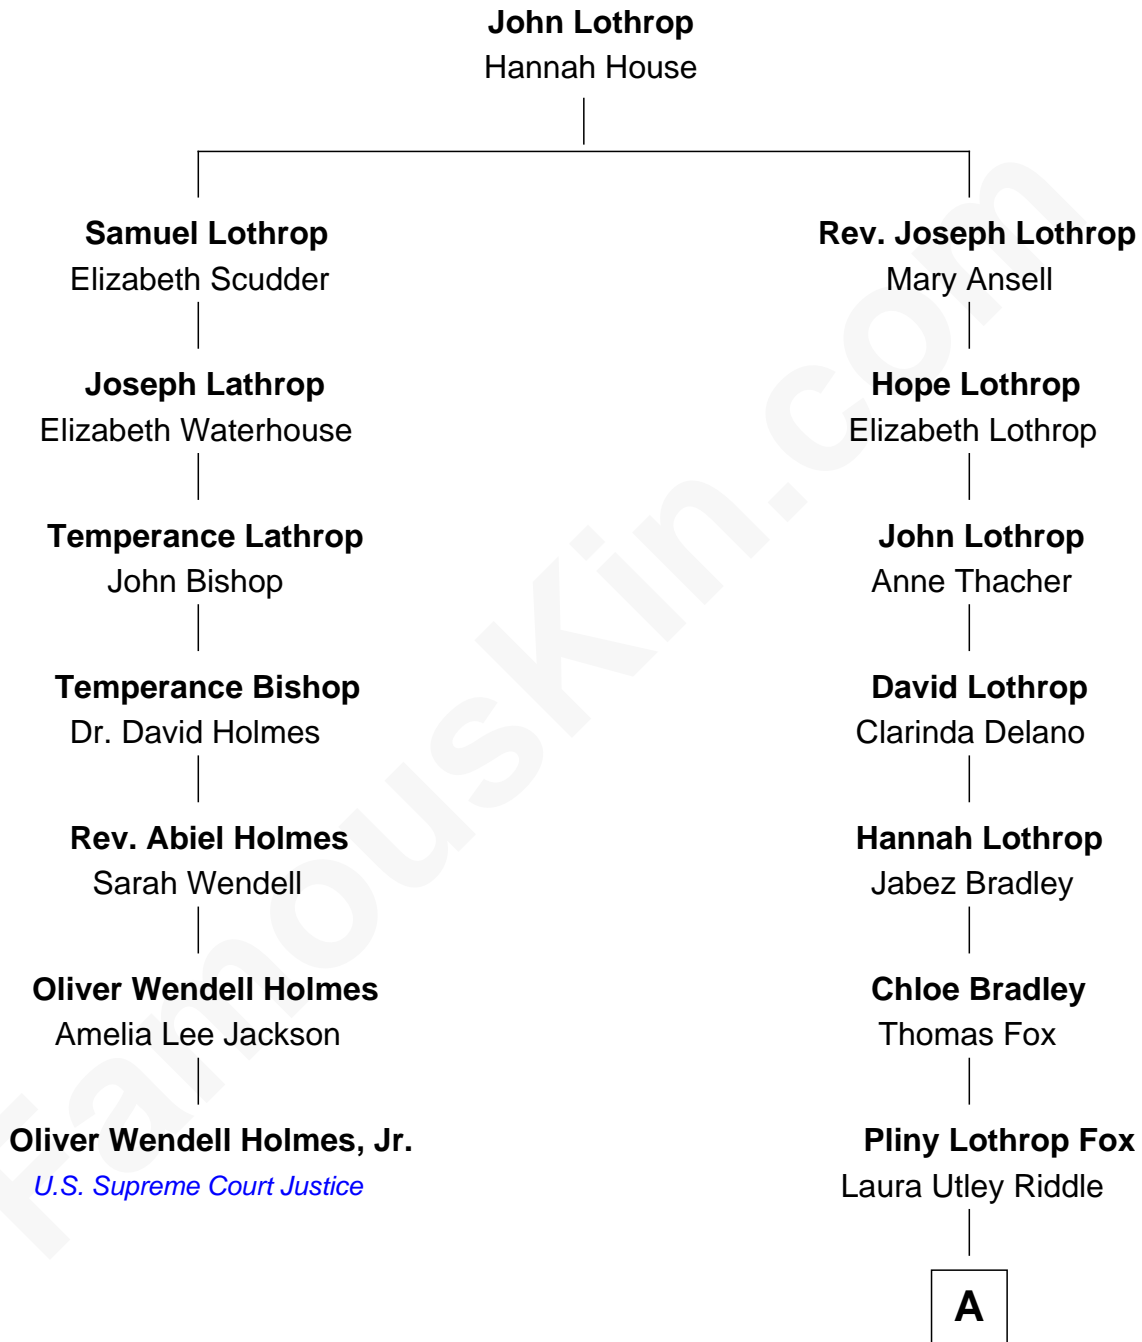 John Lothrop
Hannah House
Samuel Lothrop
Elizabeth Scudder
Joseph Lathrop
Elizabeth Waterhouse
Temperance Lathrop
John Bishop
Temperance Bishop
Dr. David Holmes
Rev. Abiel Holmes
Sarah Wendell
Oliver Wendell Holmes
Amelia Lee Jackson
Oliver Wendell Holmes, Jr.
U.S. Supreme Court Justice
Rev. Joseph Lothrop
Mary Ansell
Hope Lothrop
Elizabeth Lothrop
John Lothrop
Anne Thacher
David Lothrop
Clarinda Delano
Hannah Lothrop
Jabez Bradley
Chloe Bradley
Thomas Fox
Pliny Lothrop Fox
Laura Utley Riddle
A
FamousKin.com